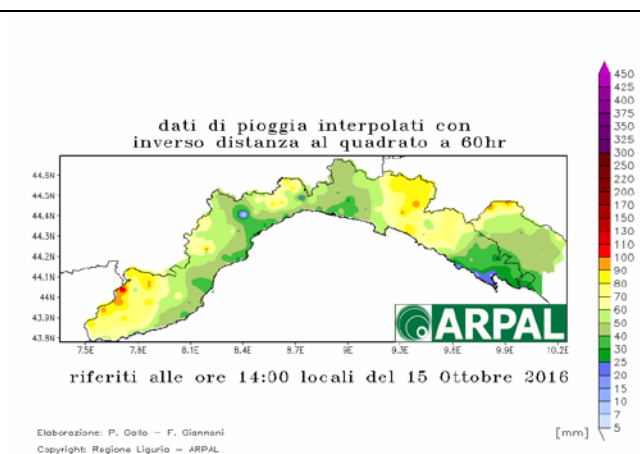 dati di pioggia interpolati con
inverso distanza al quadrato a 60hr
450
425
400
375
350
325
300
250
220
200
170
150
130
110
100
90
80
70
60
50
40
30
25
20
15
10
7
5
[mm]
44.5N
44.5N
44.4N
44.3N
44.2N
44.1N
44N
43.9N
43.8N
7.5E
7.8E
8.1E
8.4E
8.7E
9E
9.3E
9.6E
9.9E
10.2E
ARPAL
riferiti alle ore 14:00 locali del 15 Ottobre 2016
Elaborazione: P. Gollo – F. Giannoni
Copyright: Regione Liguria – ARPAL